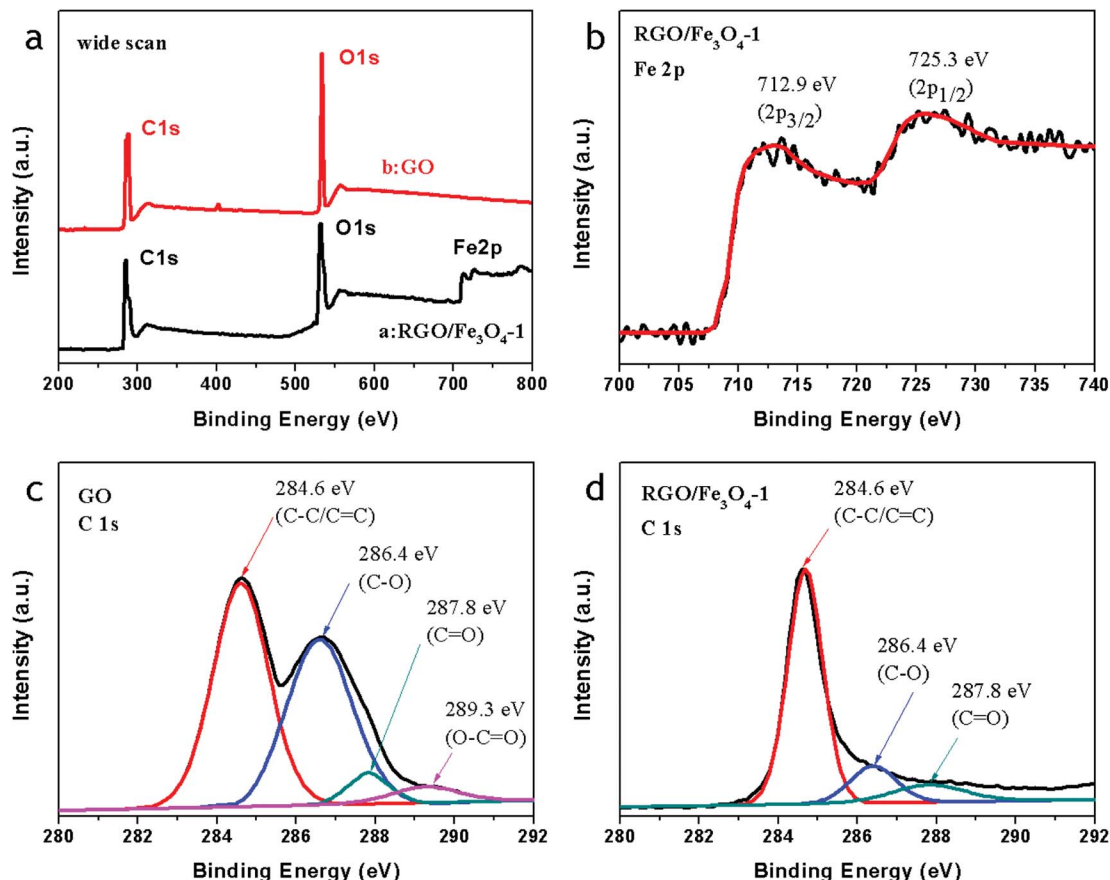 a
wide scan
O1s
C1s
b:GO
O1s
C1s
Fe2p
a:RGO/Fe₃O₄-1
Intensity (a.u.)
200 300 400 500 600 700 800
Binding Energy (eV)
b
RGO/Fe₃O₄-1
Fe 2p
712.9 eV
(2p₃/₂)
725.3 eV
(2p₁/₂)
Intensity (a.u.)
700 705 710 715 720 725 730 735 740
Binding Energy (eV)
c
GO
C 1s
284.6 eV
(C-C/C=C)
286.4 eV
(C-O)
287.8 eV
(C=O)
289.3 eV
(O-C=O)
Intensity (a.u.)
280 282 284 286 288 290 292
Binding Energy (eV)
d
RGO/Fe₃O₄-1
C 1s
284.6 eV
(C-C/C=C)
286.4 eV
(C-O)
287.8 eV
(C=O)
Intensity (a.u.)
280 282 284 286 288 290 292
Binding Energy (eV)